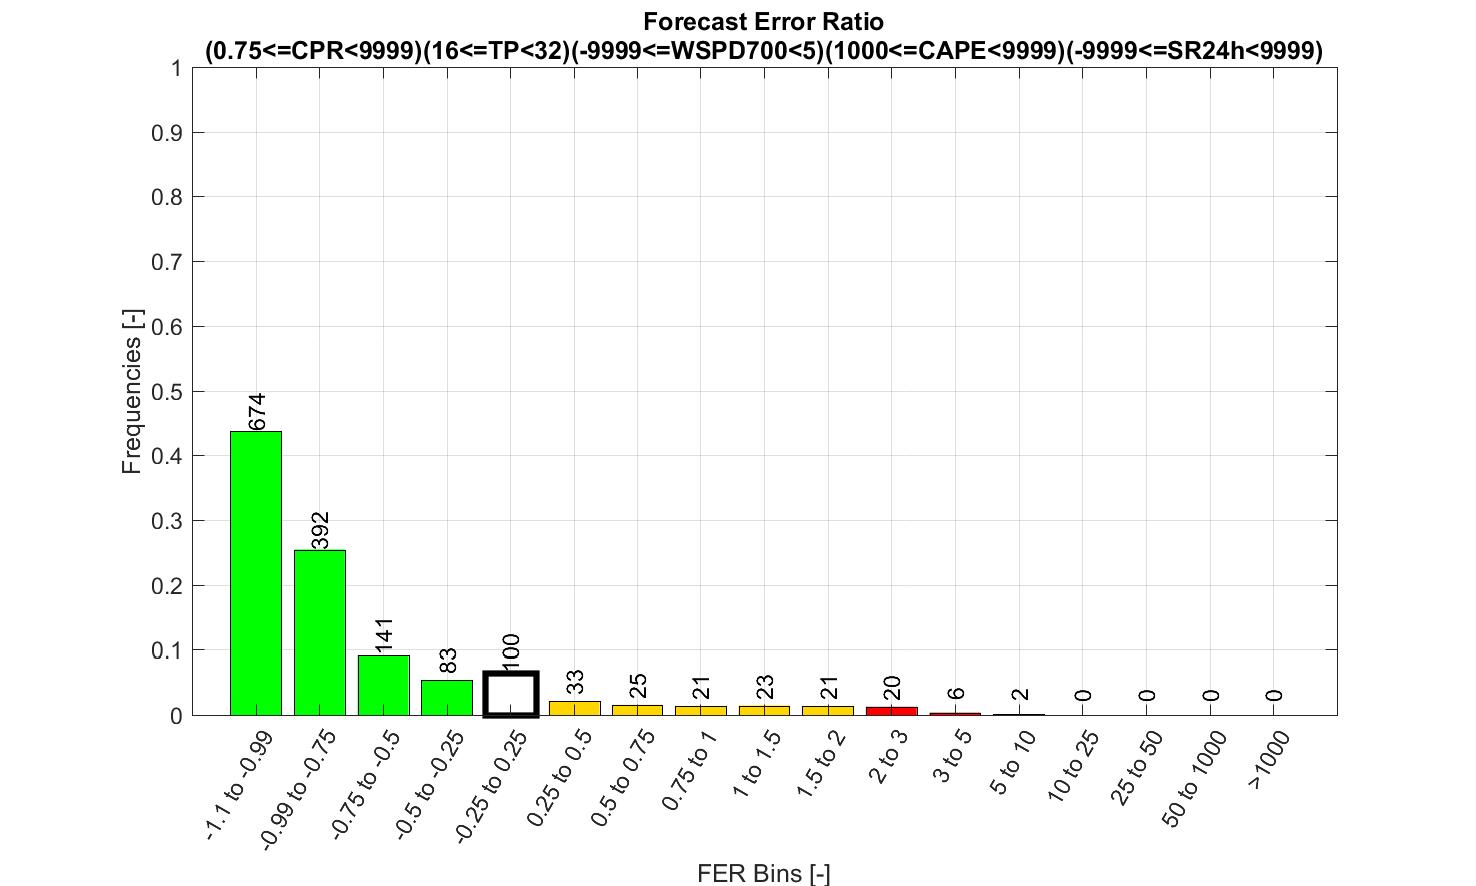 Forecast Error Ratio
(0.75<=CPR<9999)(16<=TP<32)(-9999<=WSPD700<5)(1000<=CAPE<9999)(-9999<=SR24h<9999)
Frequencies [-]
1
0.9
0.8
0.7
0.6
0.5
0.4
0.3
0.2
0.1
0
674
392
141
83
100
33
25
21
23
21
20
6
2
0
0
0
0
-1.1 to -0.99
-0.99 to -0.75
-0.75 to -0.5
-0.5 to -0.25
-0.25 to 0.25
0.25 to 0.5
0.5 to 0.75
0.75 to 1
1 to 1.5
1.5 to 2
2 to 3
3 to 5
5 to 10
10 to 25
25 to 50
50 to 1000
>1000
FER Bins [-]